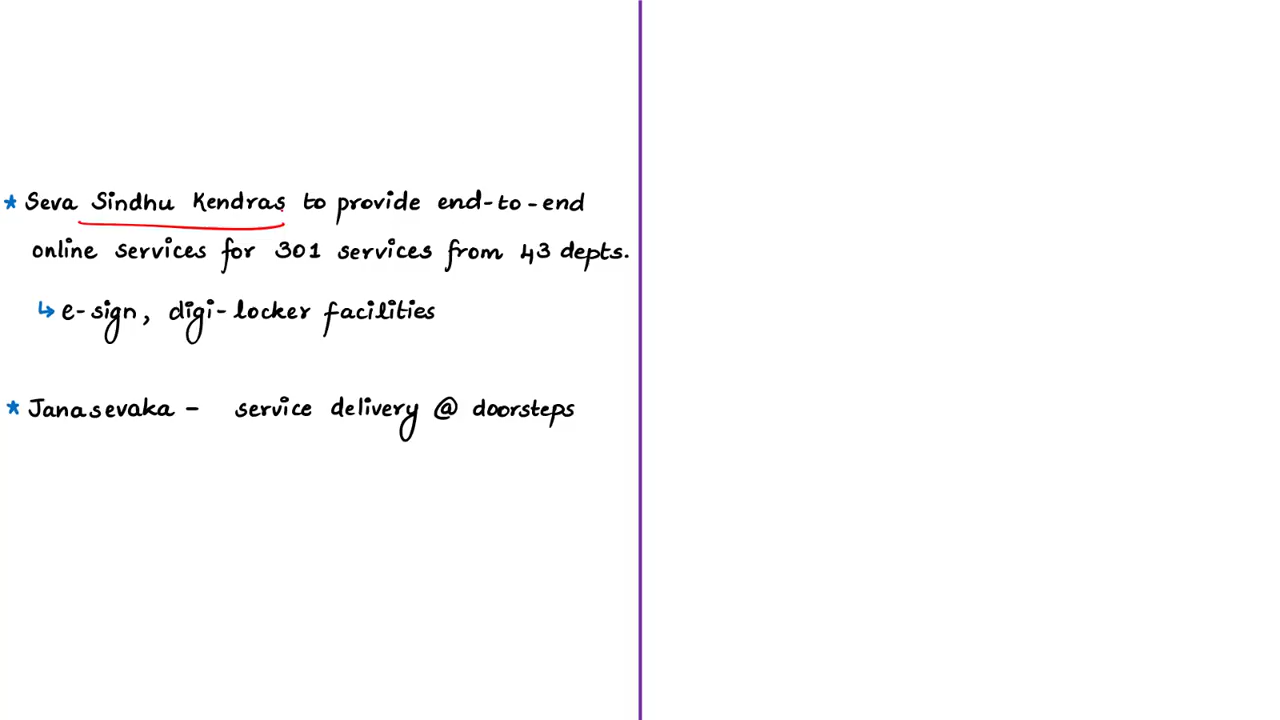 * Seva Sindhu Kendras to provide end-to-end
online services for 301 services from 43 depts.
↳ e-sign, digi-locker facilities
* Janasevaka - service delivery @ doorsteps